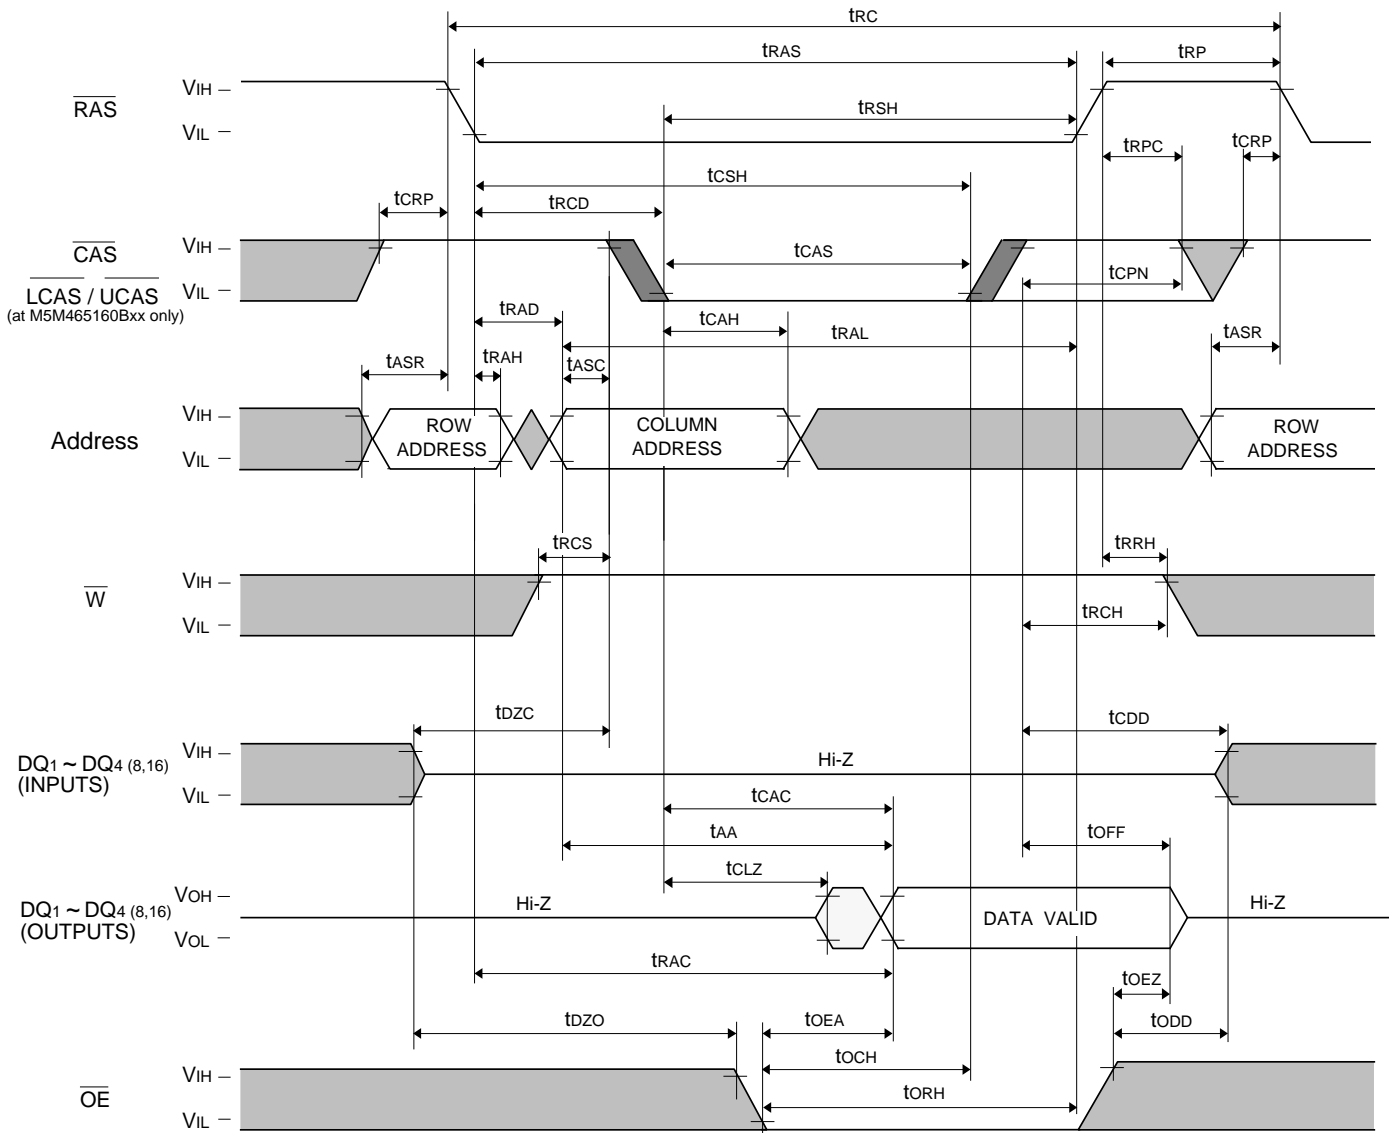 tRC
tRAS
tRP
RAS
VIH
VIL
tRSH
tRPC
tCRP
tCSH
tCRP
tRCD
CAS
LCAS / UCAS
(at M5M465160Bxx only)
VIH
VIL
tCAS
tCPN
tRAD
tCAH
tRAL
tASR
tRAH
tASC
tASR
Address
VIH
VIL
ROW
ADDRESS
COLUMN
ADDRESS
ROW
ADDRESS
tRCS
tRRH
W
VIH
VIL
tRCH
tDZC
tCDD
DQ1 ~ DQ4 (8,16)
(INPUTS)
VIH
VIL
Hi-Z
tCAC
tAA
tOFF
tCLZ
DQ1 ~ DQ4 (8,16)
(OUTPUTS)
VOH
VOL
Hi-Z
DATA VALID
Hi-Z
tRAC
tOEZ
tDZO
tOEA
tODD
tOCH
OE
VIH
VIL
tORH